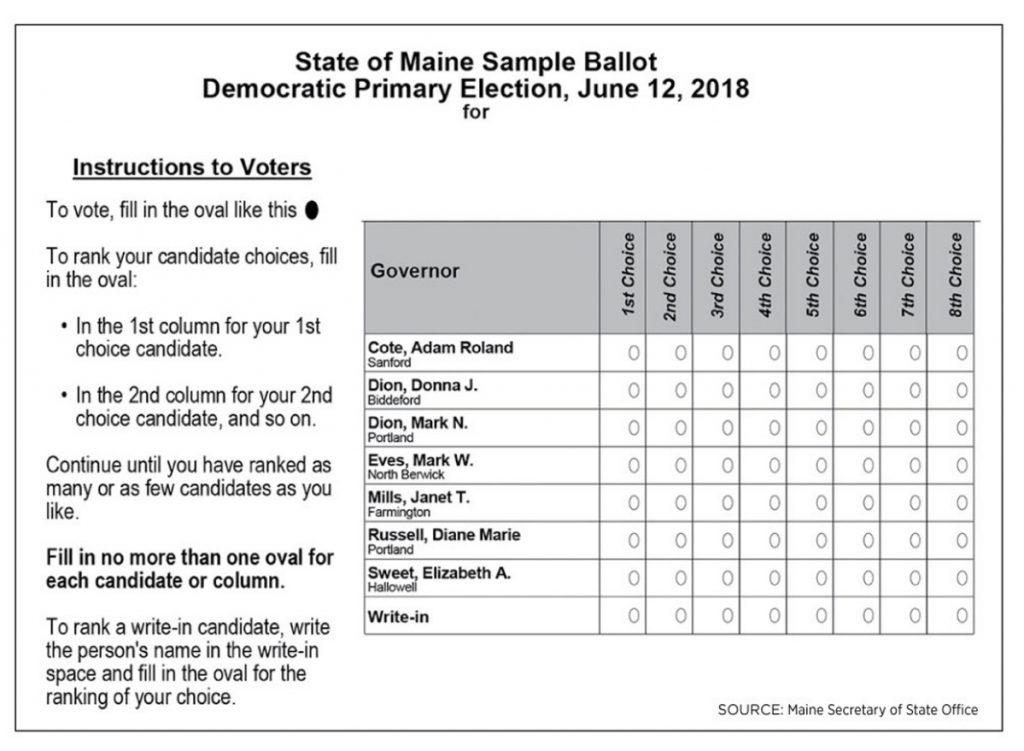 State of Maine Sample Ballot
Democratic Primary Election, June 12, 2018
for
Instructions to Voters
To vote, fill in the oval like this
To rank your candidate choices, fill
in the oval:
• In the 1st column for your 1st
choice candidate.
• In the 2nd column for your 2nd
choice candidate, and so on.
Continue until you have ranked as
many or as few candidates as you
like.
Fill in no more than one oval for
each candidate or column.
To rank a write-in candidate, write
the person's name in the write-in
space and fill in the oval for the
ranking of your choice.
Governor
1st Choice
2nd Choice
3rd Choice
4th Choice
5th Choice
6th Choice
7th Choice
8th Choice
Cote, Adam Roland
Sanford
Dion, Donna J.
Biddeford
Dion, Mark N.
Portland
Eves, Mark W.
North Berwick
Mills, Janet T.
Farmington
Russell, Diane Marie
Portland
Sweet, Elizabeth A.
Hallowell
Write-in
SOURCE: Maine Secretary of State Office